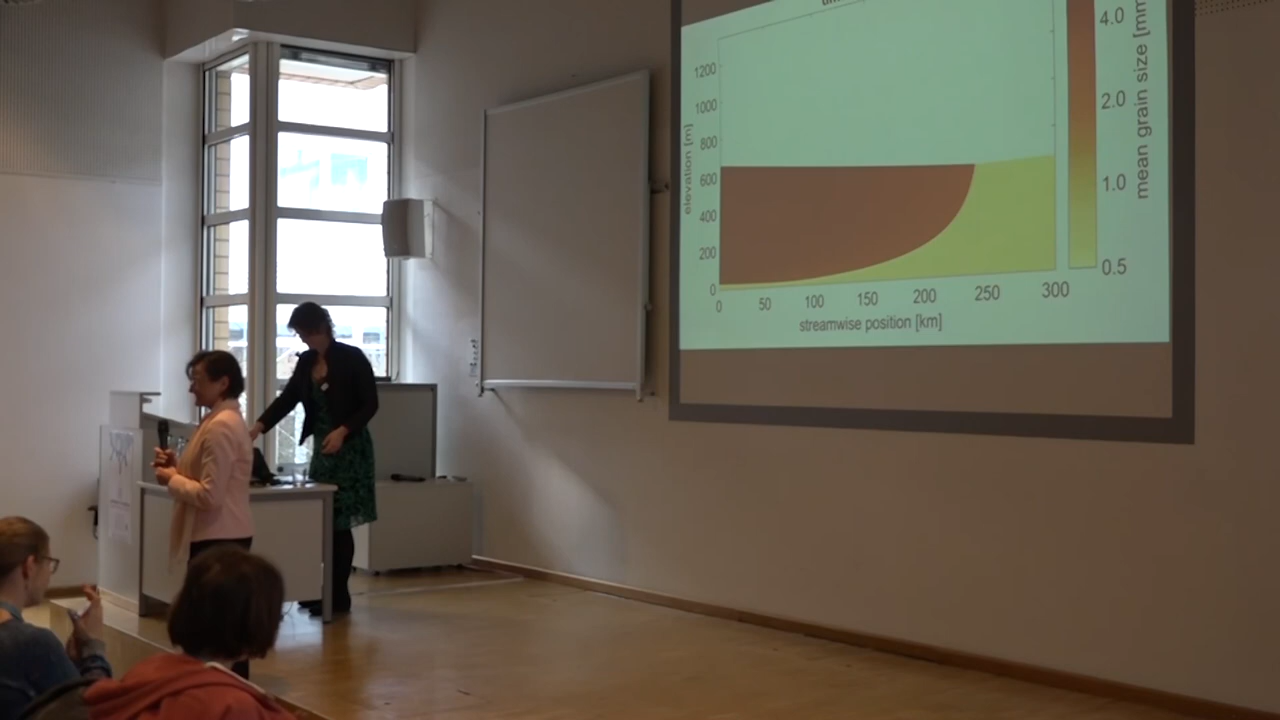 4.0
2.0
1.0
0.5
mean grain size [mm
1200
1000
800
600
400
200
0
elevation [m]
0 50 100 150 200 250 300
streamwise position [km]